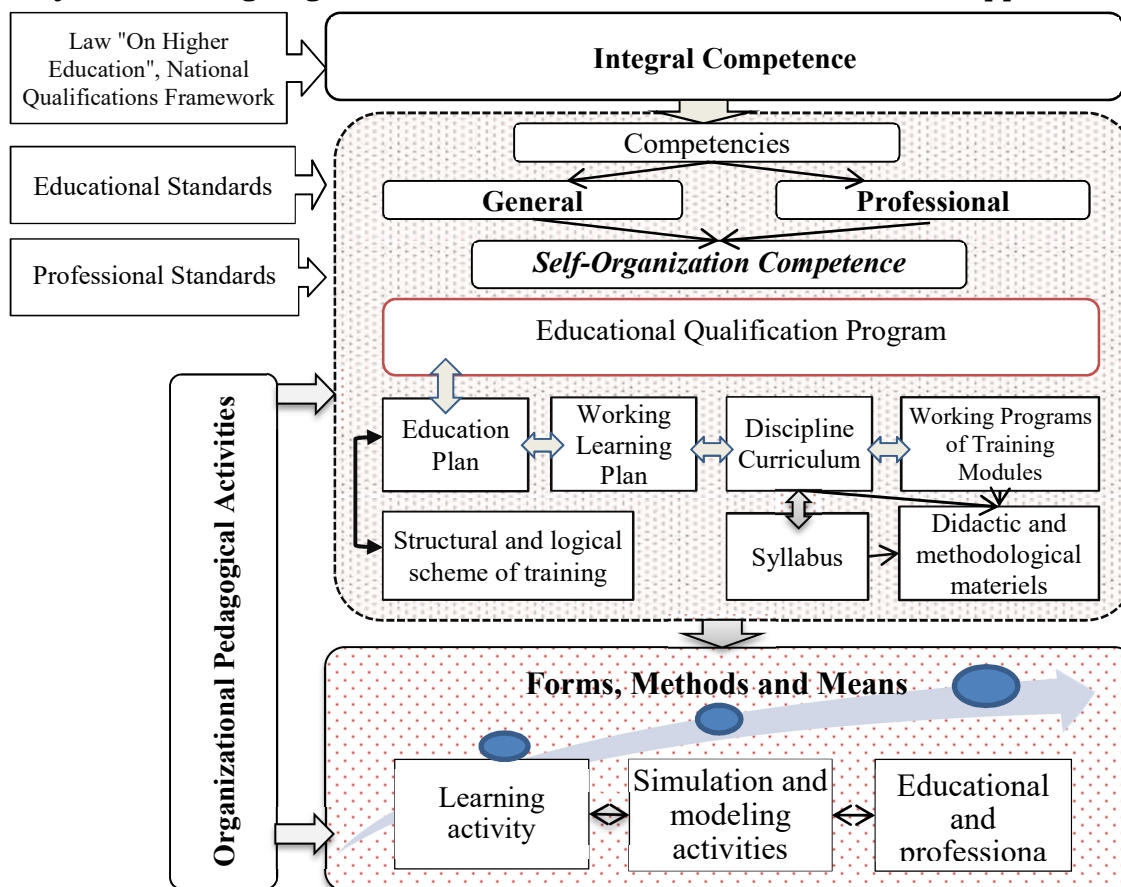 Law "On Higher
Education", National
Qualifications Framework
Integral Competence
Competencies
Educational Standards
General
Professional
Professional Standards
Self-Organization Competence
Educational Qualification Program
Organizational Pedagogical Activities
Education
Plan
Working
Learning
Plan
Discipline
Curriculum
Working Programs
of Training
Modules
Structural and logical
scheme of training
Syllabus
Didactic and
methodological
materiels
Forms, Methods and Means
Learning
activity
Simulation and
modeling
activities
Educational
and
professiona